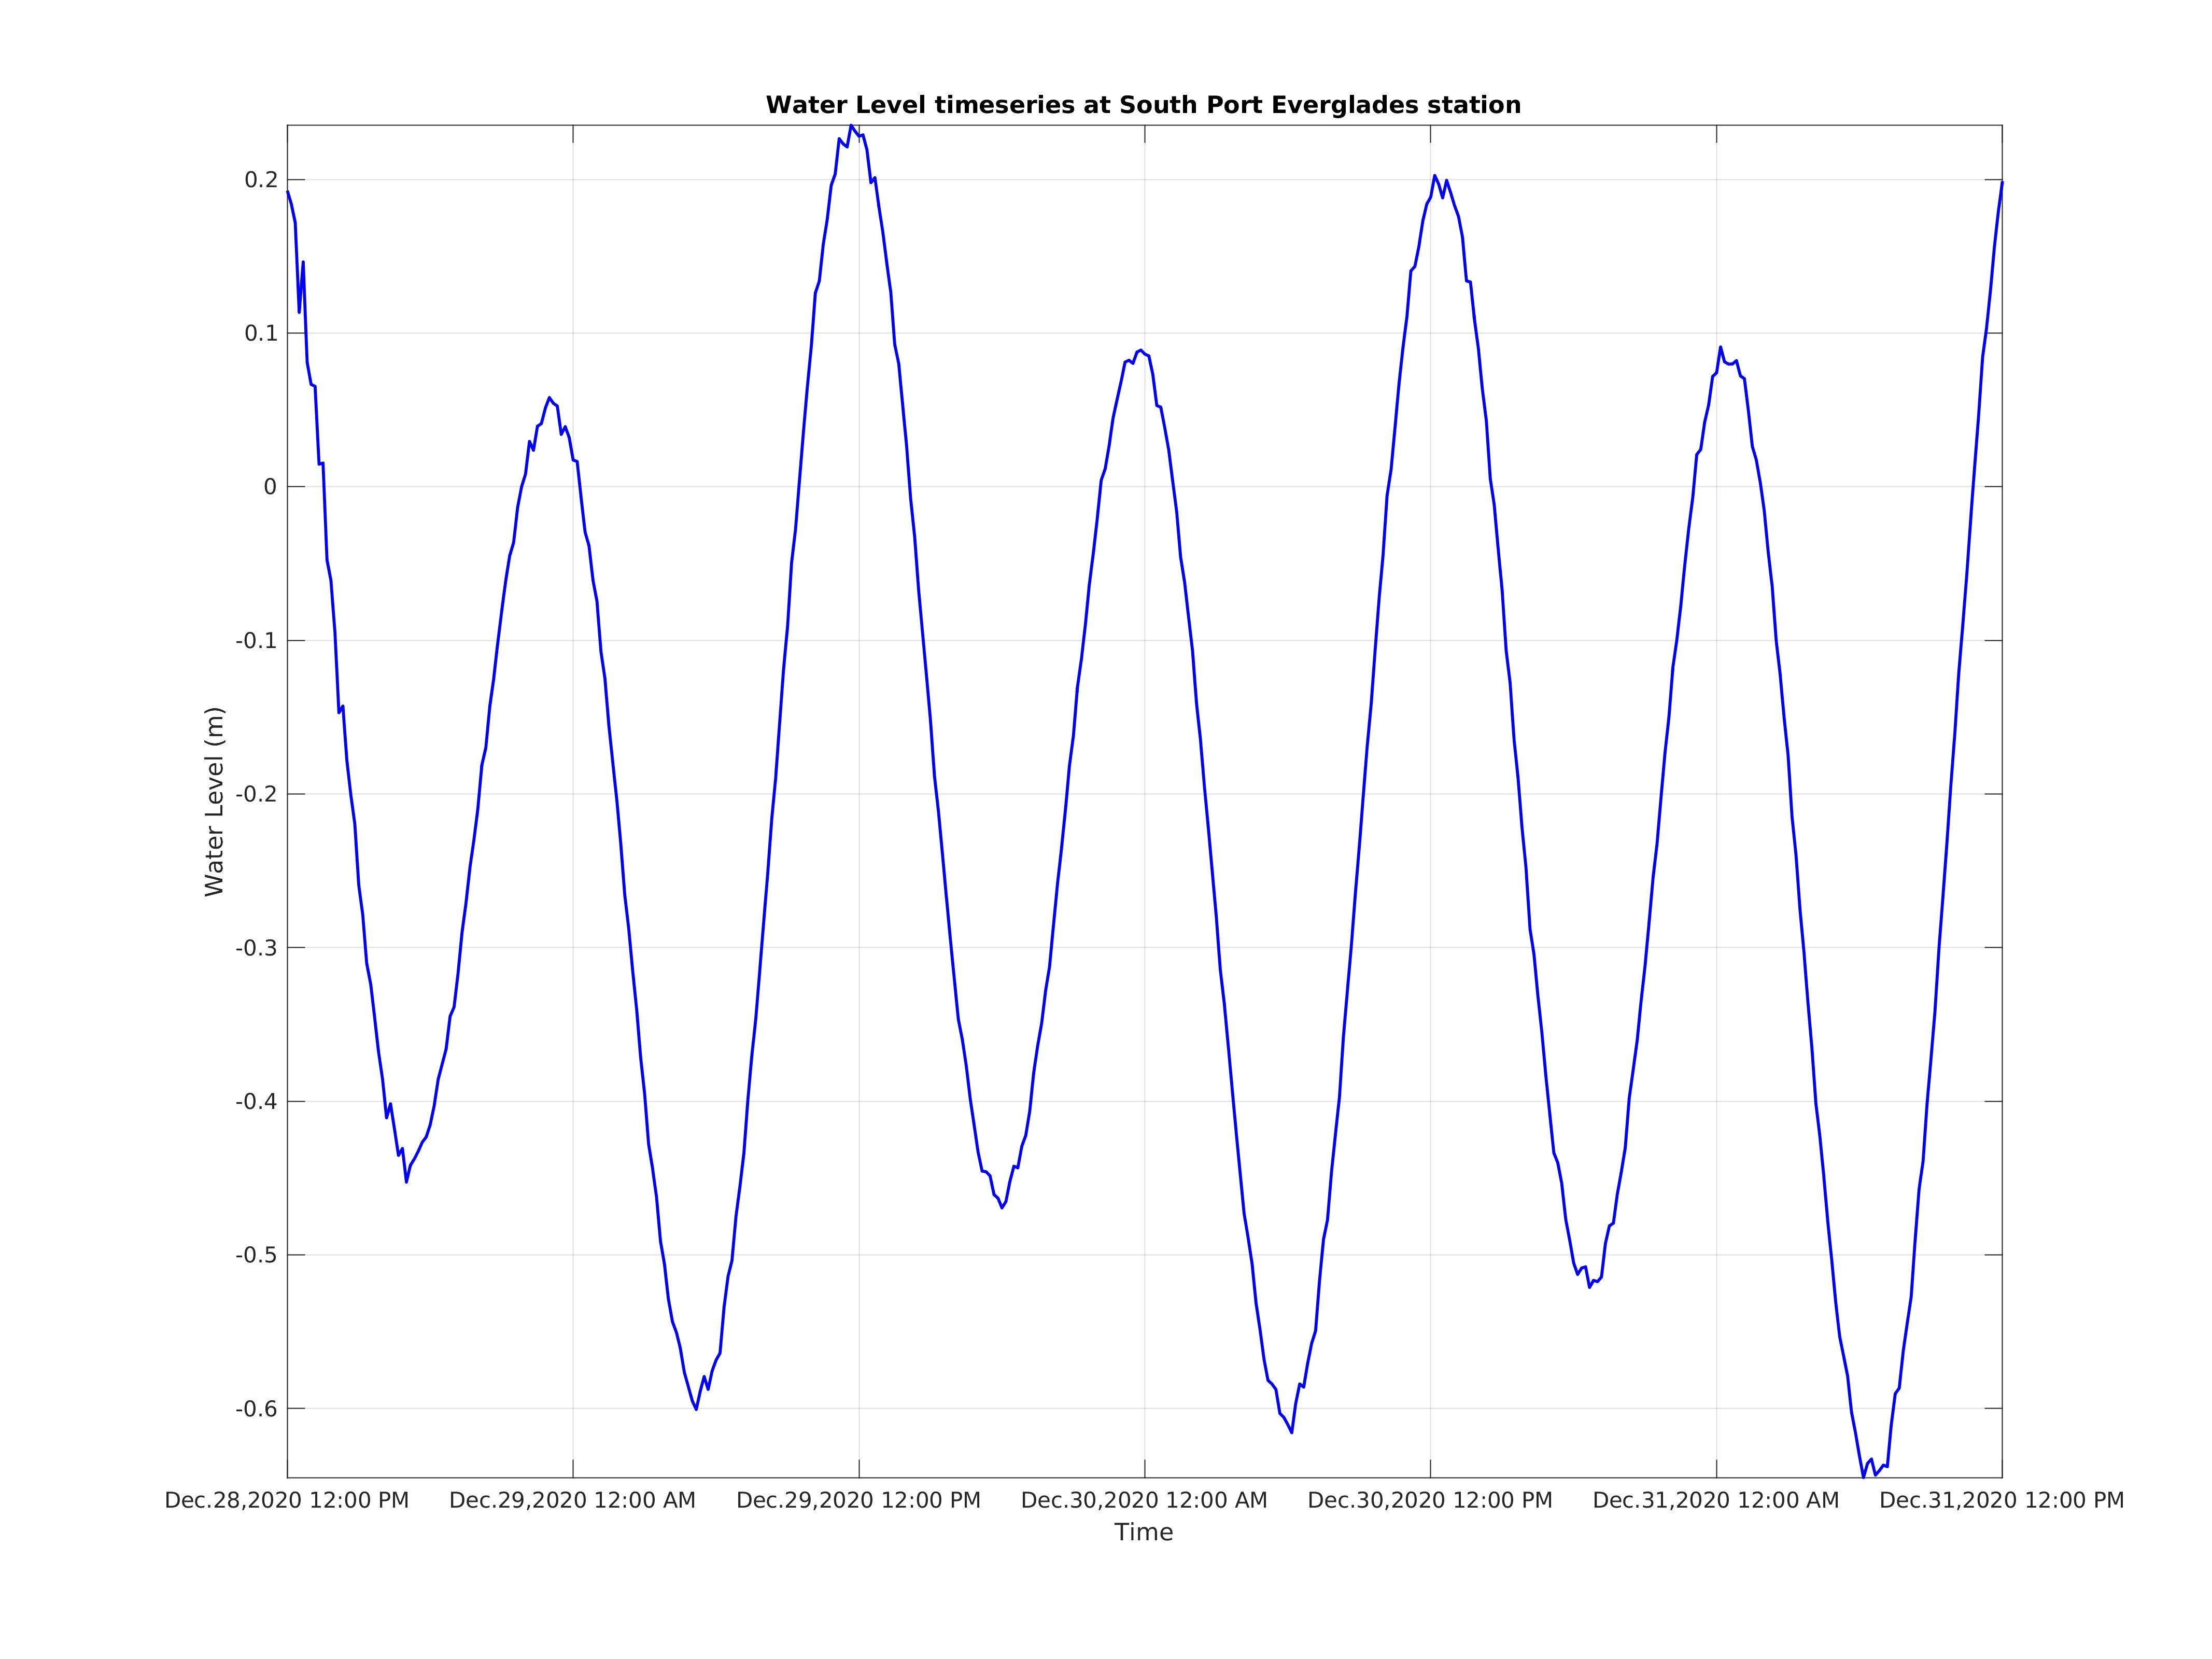 Water Level timeseries at South Port Everglades station
0.2
0.1
0
-0.1
-0.2
-0.3
-0.4
-0.5
-0.6
Water Level (m)
Dec.28,2020 12:00 PM
Dec.29,2020 12:00 AM
Dec.29,2020 12:00 PM
Dec.30,2020 12:00 AM
Dec.30,2020 12:00 PM
Dec.31,2020 12:00 AM
Dec.31,2020 12:00 PM
Time